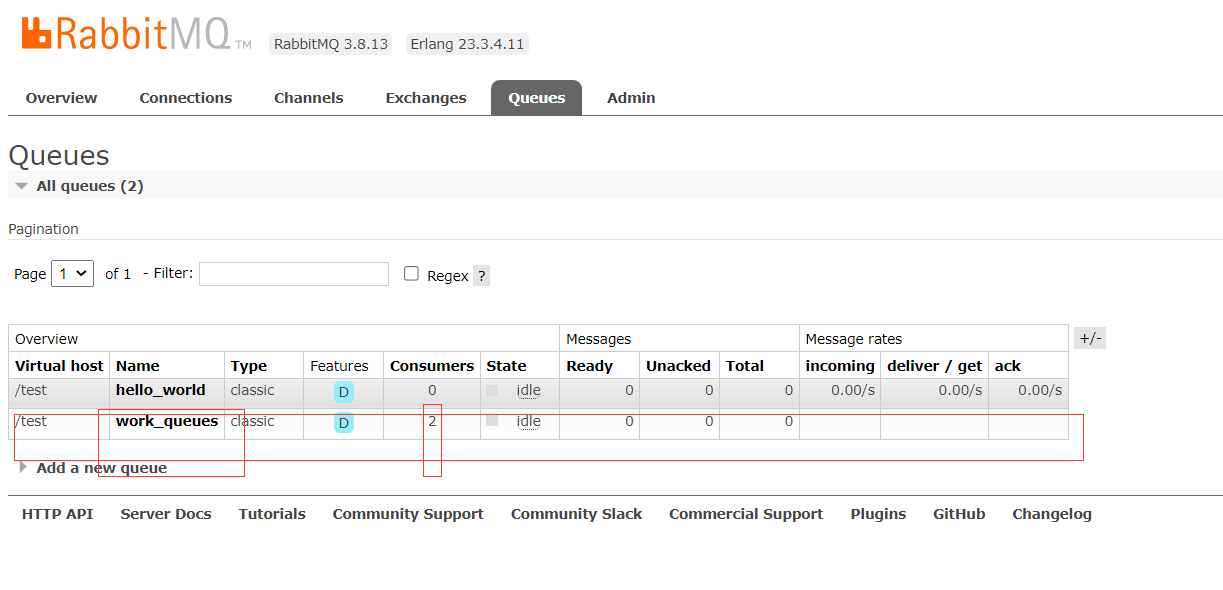 RabbitMQ TM RabbitMQ 3.8.13 Erlang 23.3.4.11
Overview Connections Channels Exchanges Queues Admin
Queues
All queues (2)
Pagination
Page 1 of 1 - Filter: Regex ?
Overview Messages Message rates +/-
Virtual host Name Type Features Consumers State Ready Unacked Total incoming deliver / get ack
/test hello_world classic D 0 idle 0 0 0 0.00/s 0.00/s 0.00/s
/test work_queues classic D 2 idle 0 0 0
Add a new queue
HTTP API Server Docs Tutorials Community Support Community Slack Commercial Support Plugins GitHub Changelog